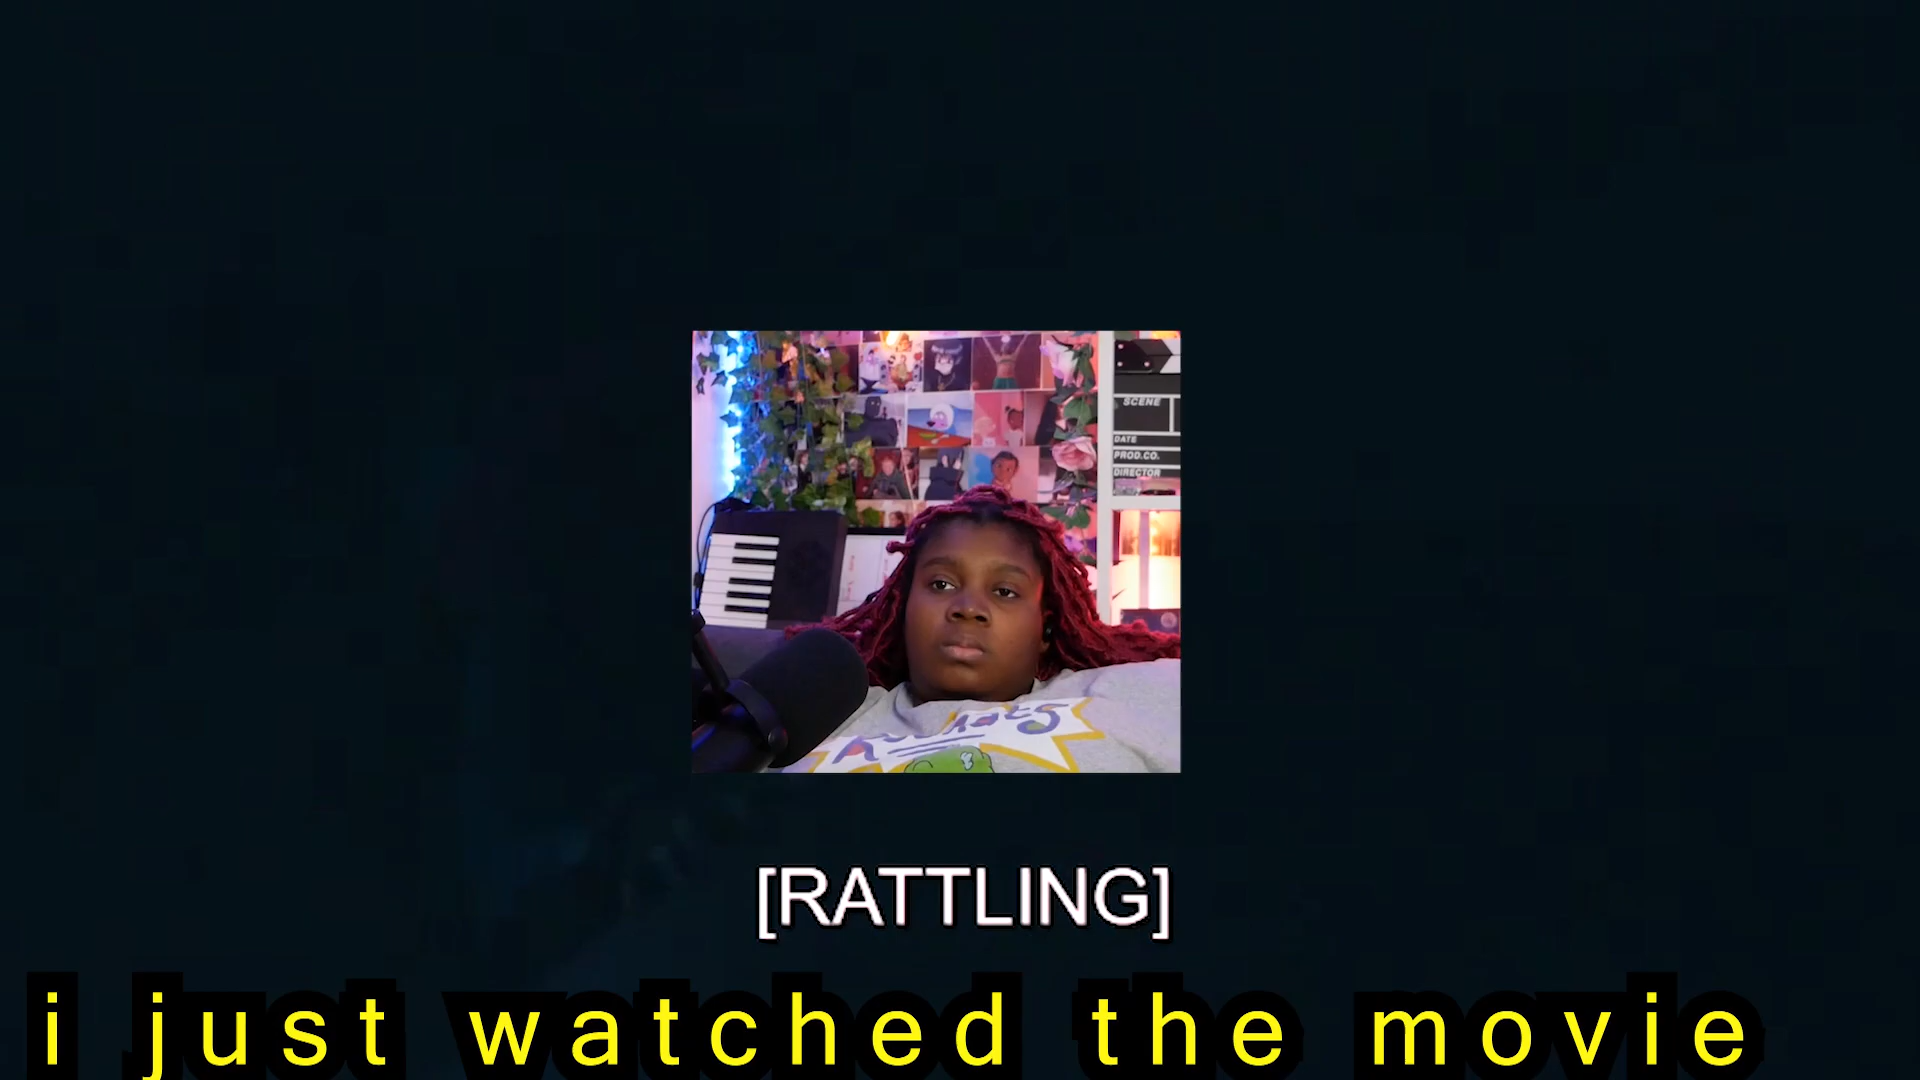 SCENE
DATE
PROD.CO.
DIRECTOR
[RATTLING]
i just watched the movie